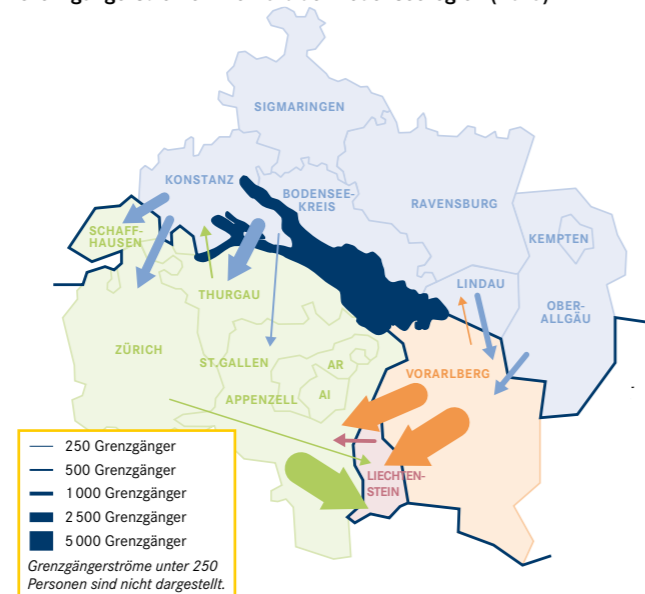 SIGMARINGEN
KONSTANZ
BODENSEE-
KREIS
RAVENSBURG
SCHAFF-
HAUSEN
KEMPTEN
THURGAU
LINDAU
OBER-
ALLGÄU
ZÜRICH
ST.GALLEN
AR
VORARLBERG
APPENZELL
AI
LIECHTEN-
STEIN
250 Grenzgänger
500 Grenzgänger
1 000 Grenzgänger
2 500 Grenzgänger
5 000 Grenzgänger
Grenzgängerströme unter 250
Personen sind nicht dargestellt.